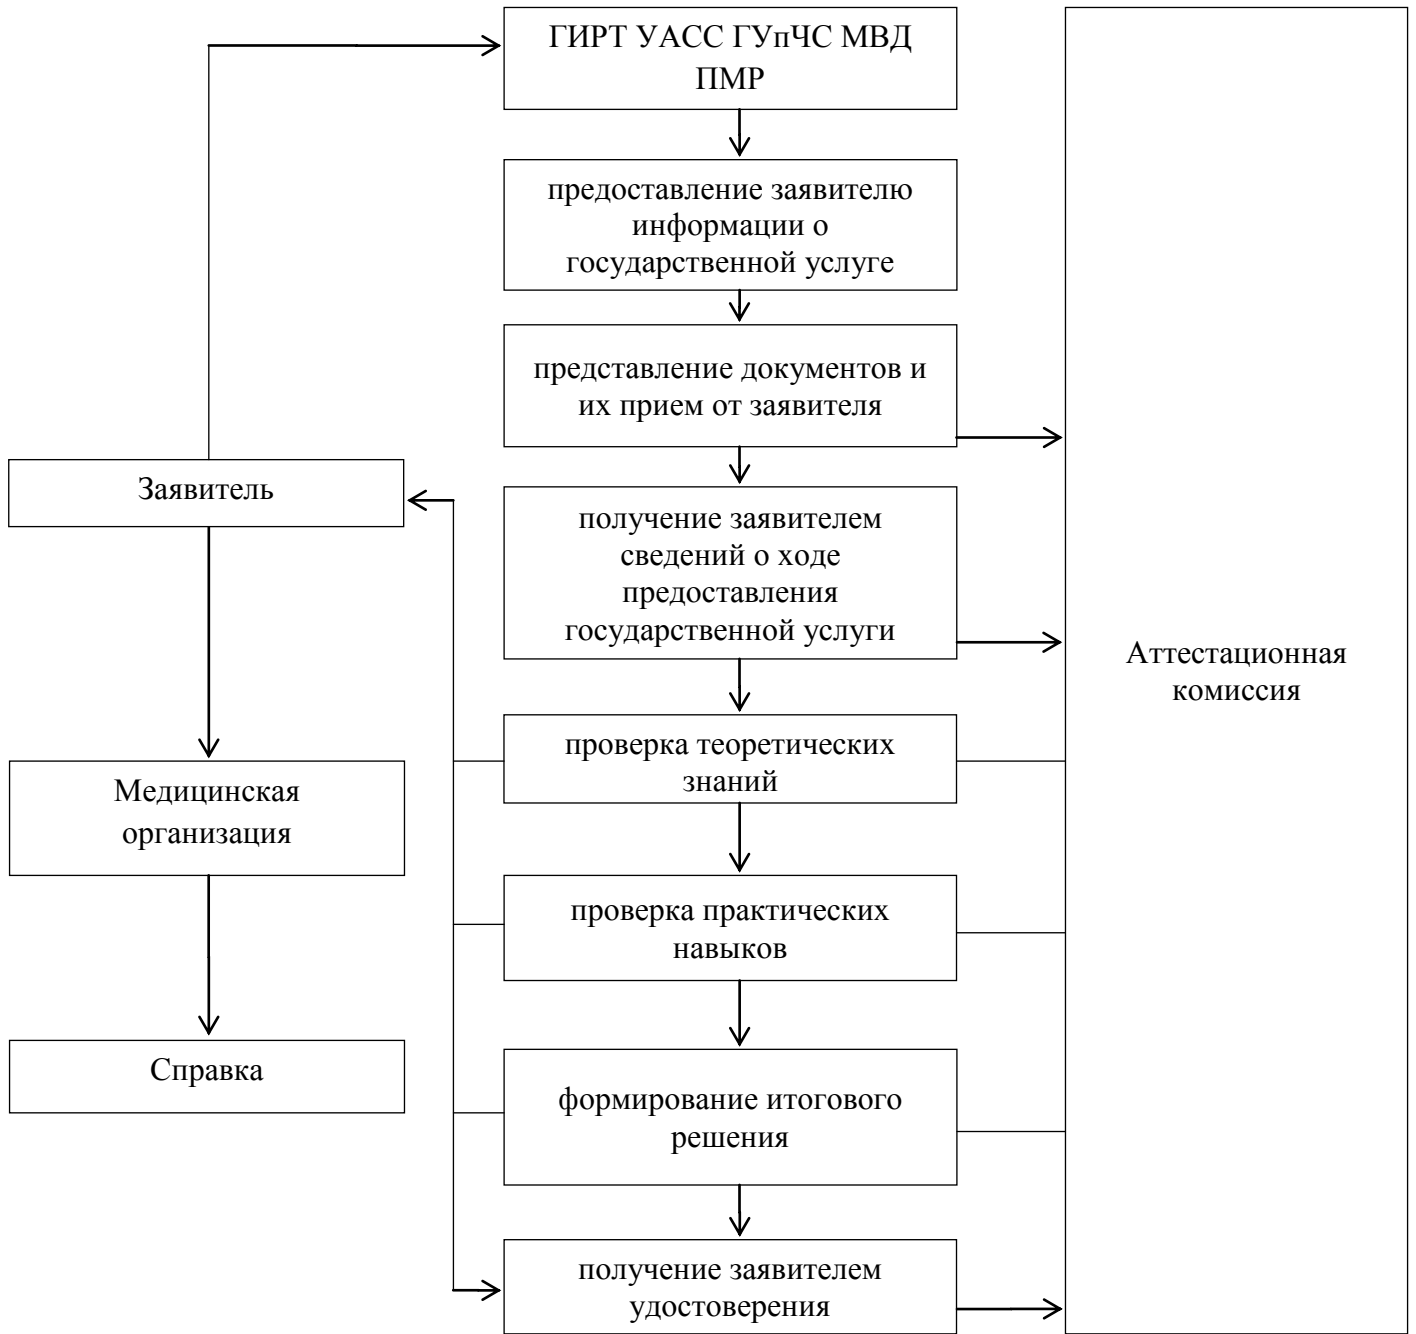 ГИРТ УАСС ГУпЧС МВД
ПМР
предоставление заявителю
информации о
государственной услуге
представление документов и
их прием от заявителя
Заявитель
получение заявителем
сведений о ходе
предоставления
государственной услуги
Аттестационная
комиссия
проверка теоретических
знаний
Медицинская
организация
проверка практических
навыков
Справка
формирование итогового
решения
получение заявителем
удостоверения